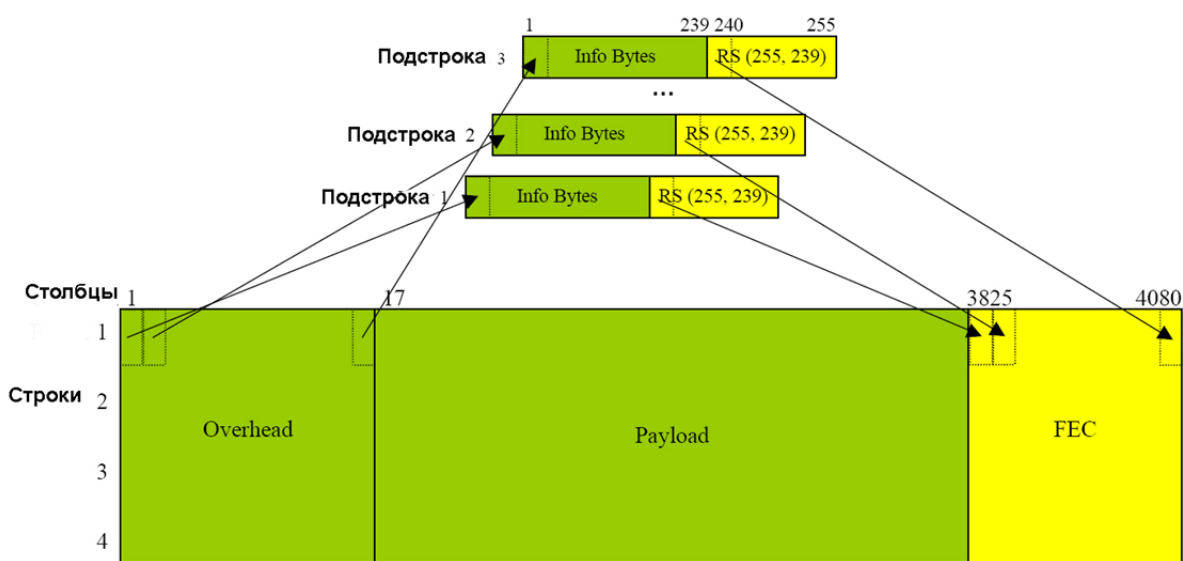 1 239 240 255
Подстрока 3 Info Bytes RS (255, 239)
...
Подстрока 2 Info Bytes RS (255, 239)
Подстрока 1 Info Bytes RS (255, 239)
Столбцы 1 17 3825 4080
1
Строки 2
Overhead Payload FEC
3
4